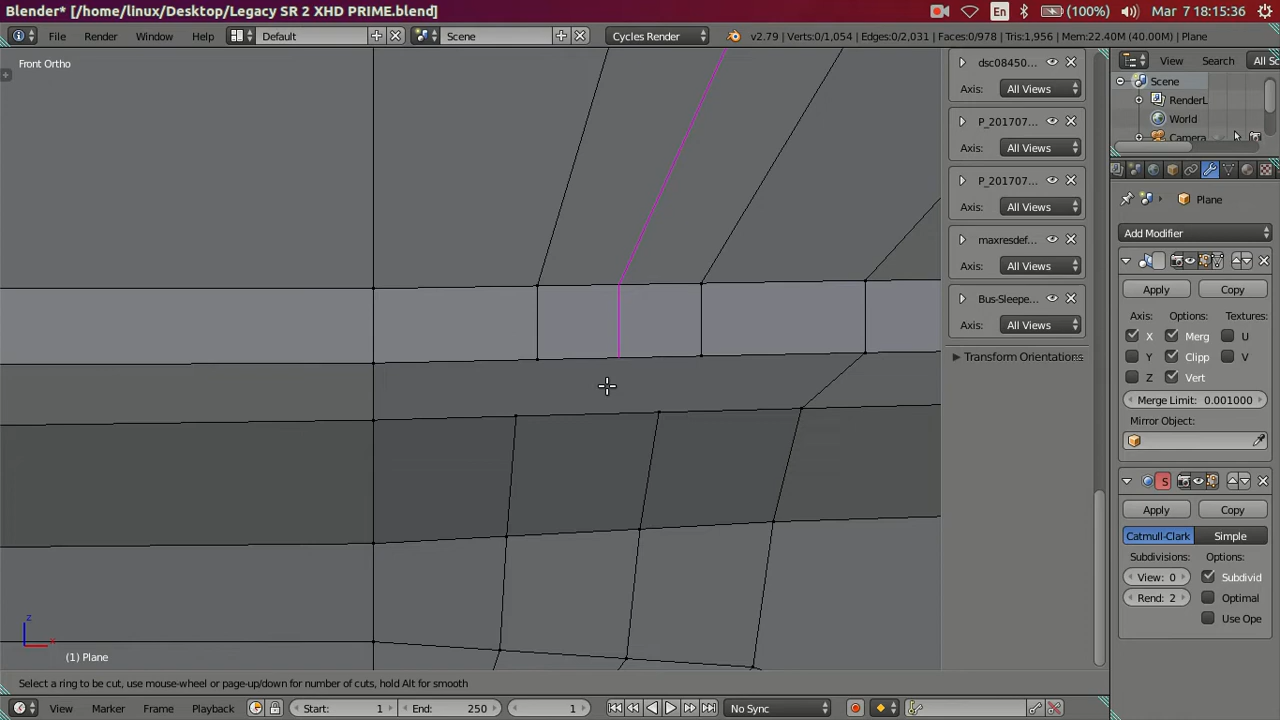 Blender* [/home/linux/Desktop/Legacy SR 2 XHD PRIME.blend]
En (100%) Mar 7 18:15:36
File Render Window Help Default Scene Cycles Render v2.79 | Verts:0/1,054 | Edges:0/2,031 | Faces:0/978 | Tris:1,956 | Mem:22.40M (40.00M) | Plane
Front Ortho
dsc08450...
Axis: All Views
P_201707...
Axis: All Views
P_201707...
Axis: All Views
maxresdef...
Axis: All Views
Bus-Sleepe...
Axis: All Views
Transform Orientations
View Search All Sc
Scene
RenderL
World
Camera
Plane
Add Modifier
Apply Copy
Axis: Options: Textures:
X Merg U
Y Clipp V
Z Vert
Merge Limit: 0.001000
Mirror Object:
S
Apply Copy
Catmull-Clark Simple
Subdivisions: Options:
View: 0 Subdivid
Rend: 2 Optimal
Use Ope
z
x
(1) Plane
Select a ring to be cut, use mouse-wheel or page-up/down for number of cuts, hold Alt for smooth
View Marker Frame Playback Start: 1 End: 250 1 No Sync